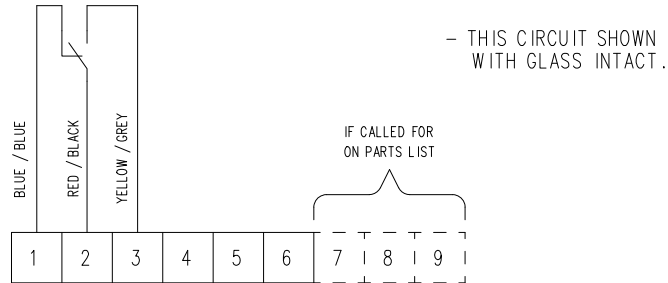 – THIS CIRCUIT SHOWN
WITH GLASS INTACT.
BLUE / BLUE
RED / BLACK
YELLOW / GREY
IF CALLED FOR
ON PARTS LIST
1 2 3 4 5 6 7 8 9